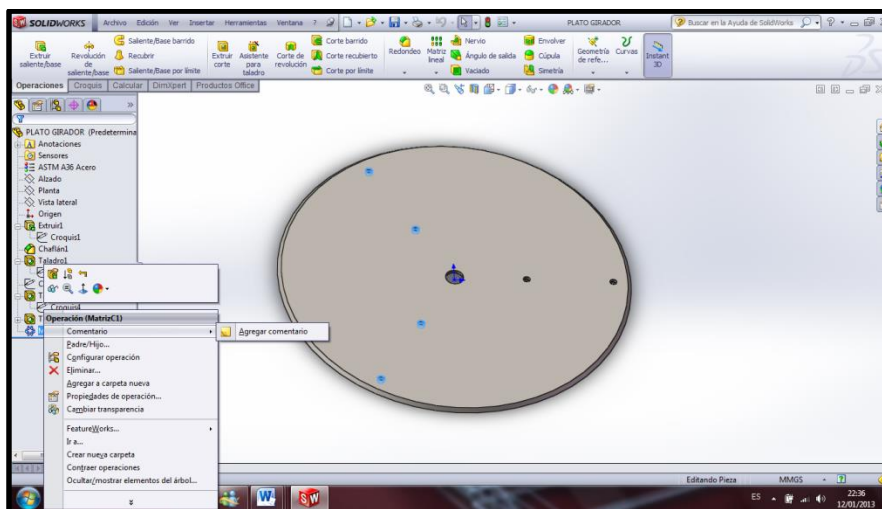 SOLIDWORKS Archivo Edición Ver Insertar Herramientas Ventana ? PLATO GIRADOR Buscar en la Ayuda de SolidWorks
Extruir saliente/base
Revolución de saliente/base
Saliente/Base barrido
Recubrir
Saliente/Base por límite
Extruir corte
Asistente para taladro
Corte de revolución
Corte barrido
Corte recubierto
Corte por límite
Redondeo
Matriz lineal
Nervio
Ángulo de salida
Vaciado
Envolver
Cúpula
Simetría
Geometría de refe...
Curvas
Instant 3D
Operaciones Croquis Calcular DimXpert Productos Office
PLATO GIRADOR (Predetermina
Anotaciones
Sensores
ASTM A36 Acero
Alzado
Planta
Vista lateral
Origen
Extruir1
Croquis1
Chaflán1
Taladro1
Croquis4
Operación (MatrizC1)
Comentario Agregar comentario
Padre/Hijo...
Configurar operación
Eliminar...
Agregar a carpeta nueva
Propiedades de operación...
Cambiar transparencia
FeatureWorks...
Ir a...
Crear nueva carpeta
Contraer operaciones
Ocultar/mostrar elementos del árbol...
Editando Pieza MMGS
ES 22:36
12/01/2013